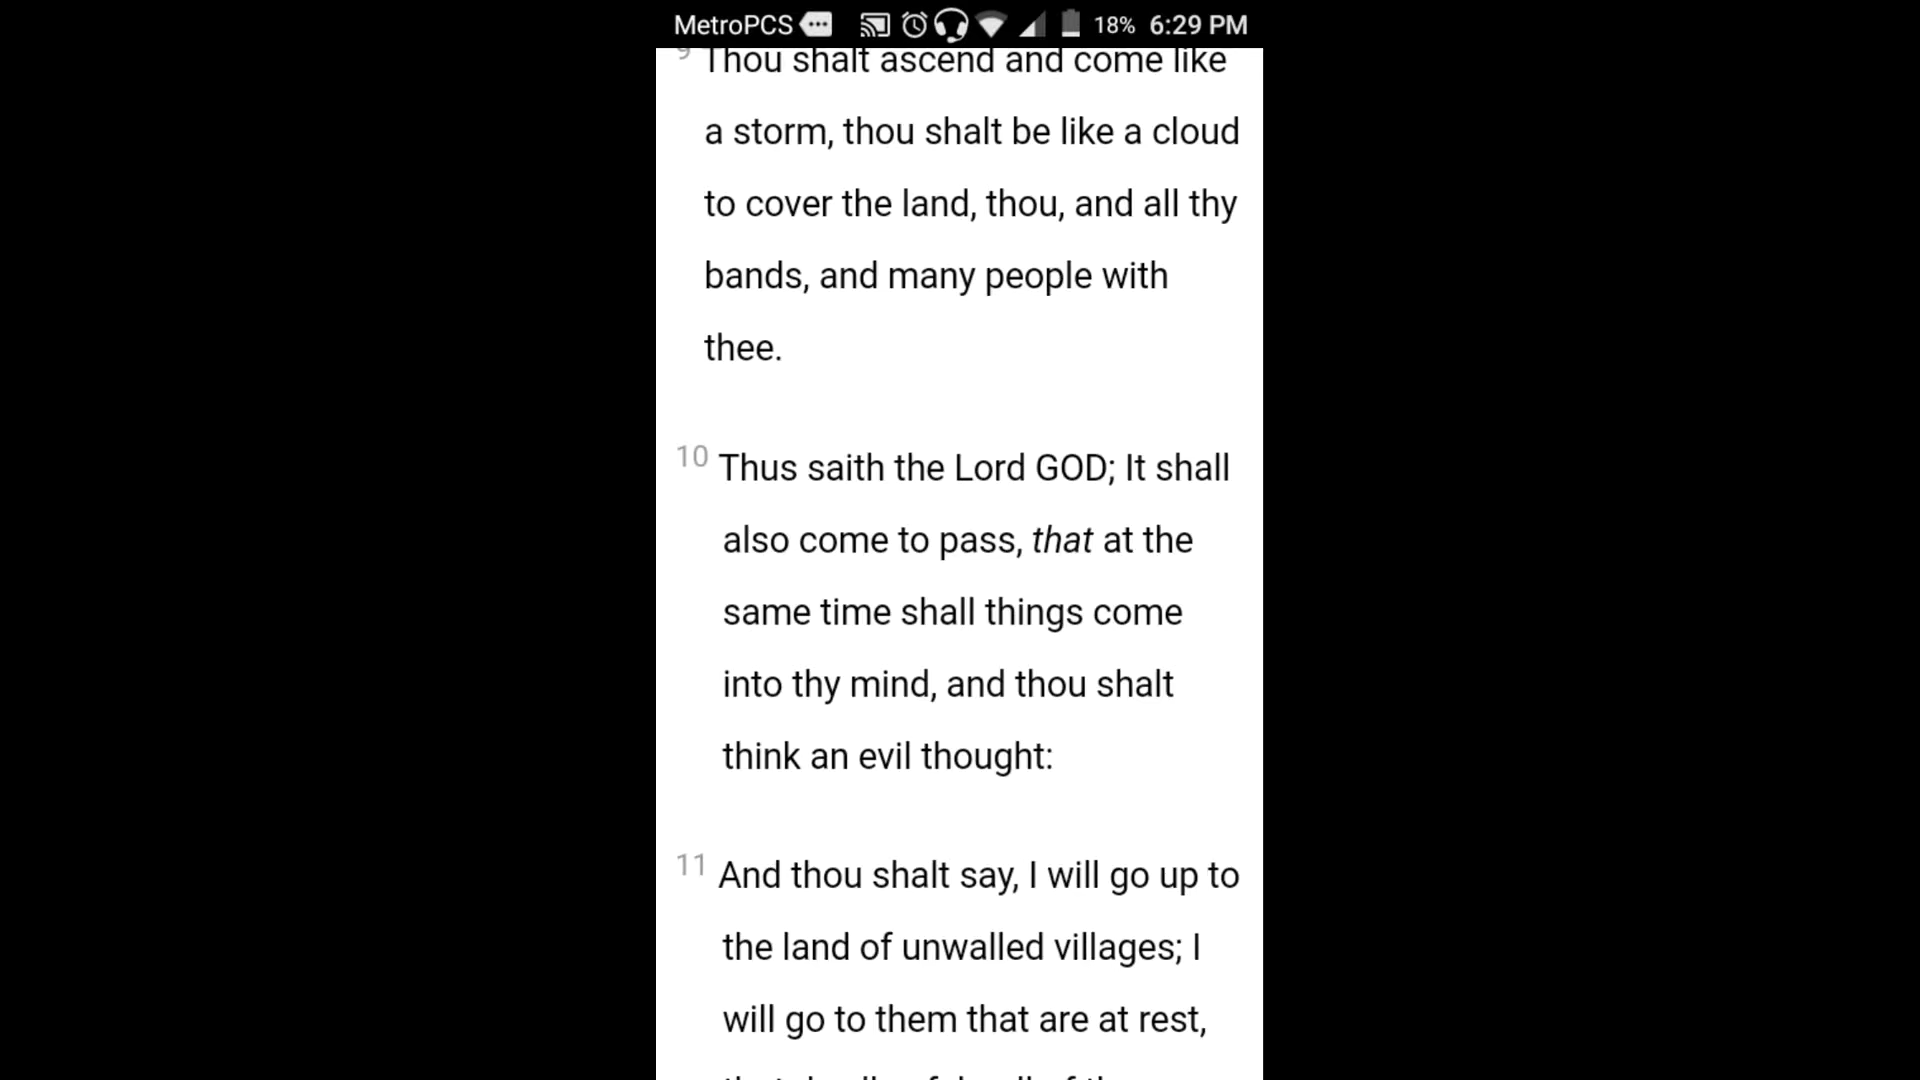 MetroPCS 18% 6:29 PM
9 Thou shalt ascend and come like
a storm, thou shalt be like a cloud
to cover the land, thou, and all thy
bands, and many people with
thee.
10 Thus saith the Lord GOD; It shall
also come to pass, that at the
same time shall things come
into thy mind, and thou shalt
think an evil thought:
11 And thou shalt say, I will go up to
the land of unwalled villages; I
will go to them that are at rest,